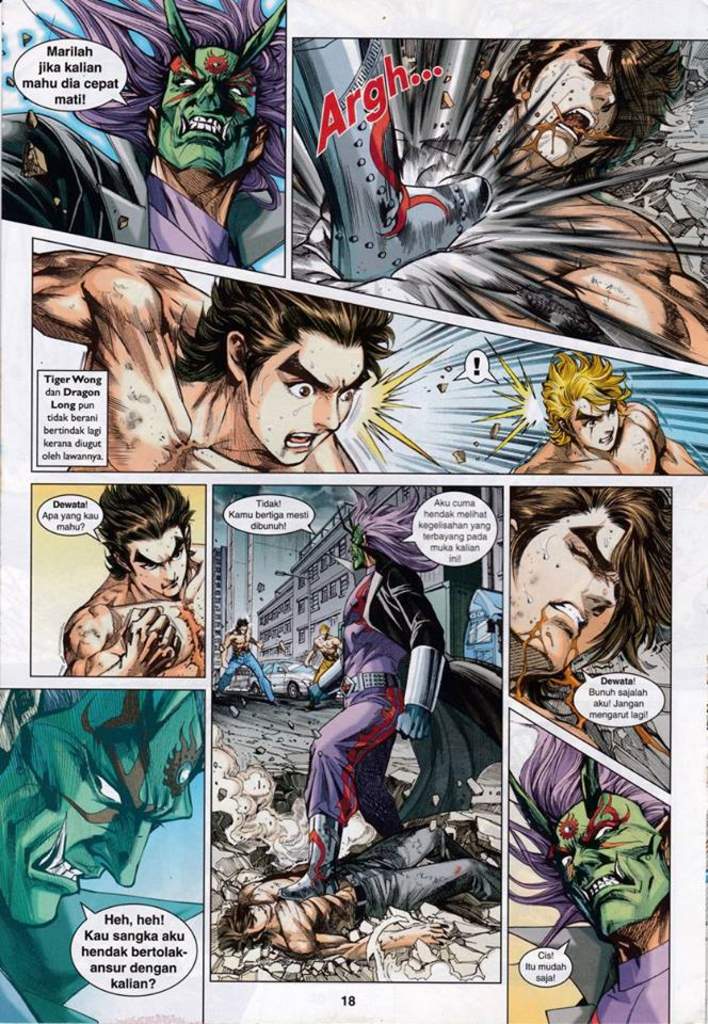 Marilah
jika kalian
mahu dia cepat
mati!
Argh...
!
Tiger Wong
dan Dragon
Long pun
tidak berani
bertindak lagi
kerana diugut
oleh lawannya.
Dewata!
Apa yang kau
mahu?
Tidak!
Kamu bertiga mesti
dibunuh!
Aku cuma
hendak melihat
kegelisahan yang
terbayang pada
muka kalian
ini!
Dewata!
Bunuh sajalah
aku! Jangan
mengarut lagi!
Heh, heh!
Kau sangka aku
hendak bertolak-
ansur dengan
kalian?
Cis!
Itu mudah
saja!
18